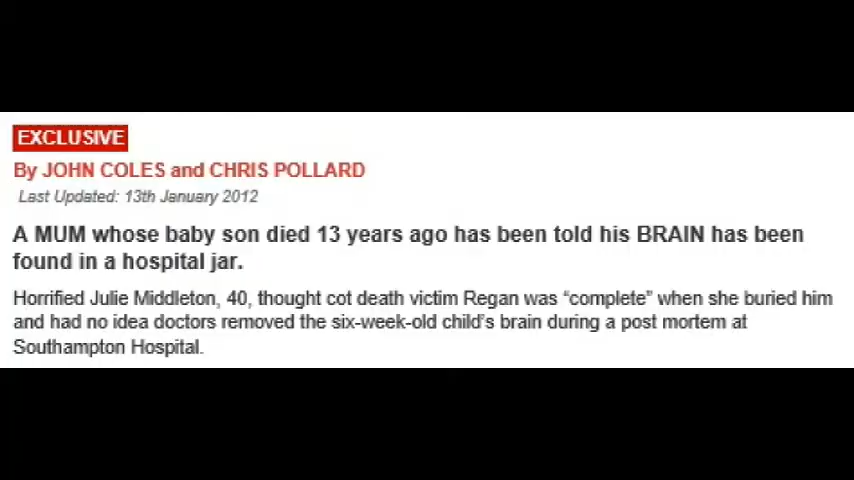 EXCLUSIVE
By JOHN COLES and CHRIS POLLARD
Last Updated: 13th January 2012
A MUM whose baby son died 13 years ago has been told his BRAIN has been
found in a hospital jar.
Horrified Julie Middleton, 40, thought cot death victim Regan was “complete” when she buried him
and had no idea doctors removed the six-week-old child’s brain during a post mortem at
Southampton Hospital.